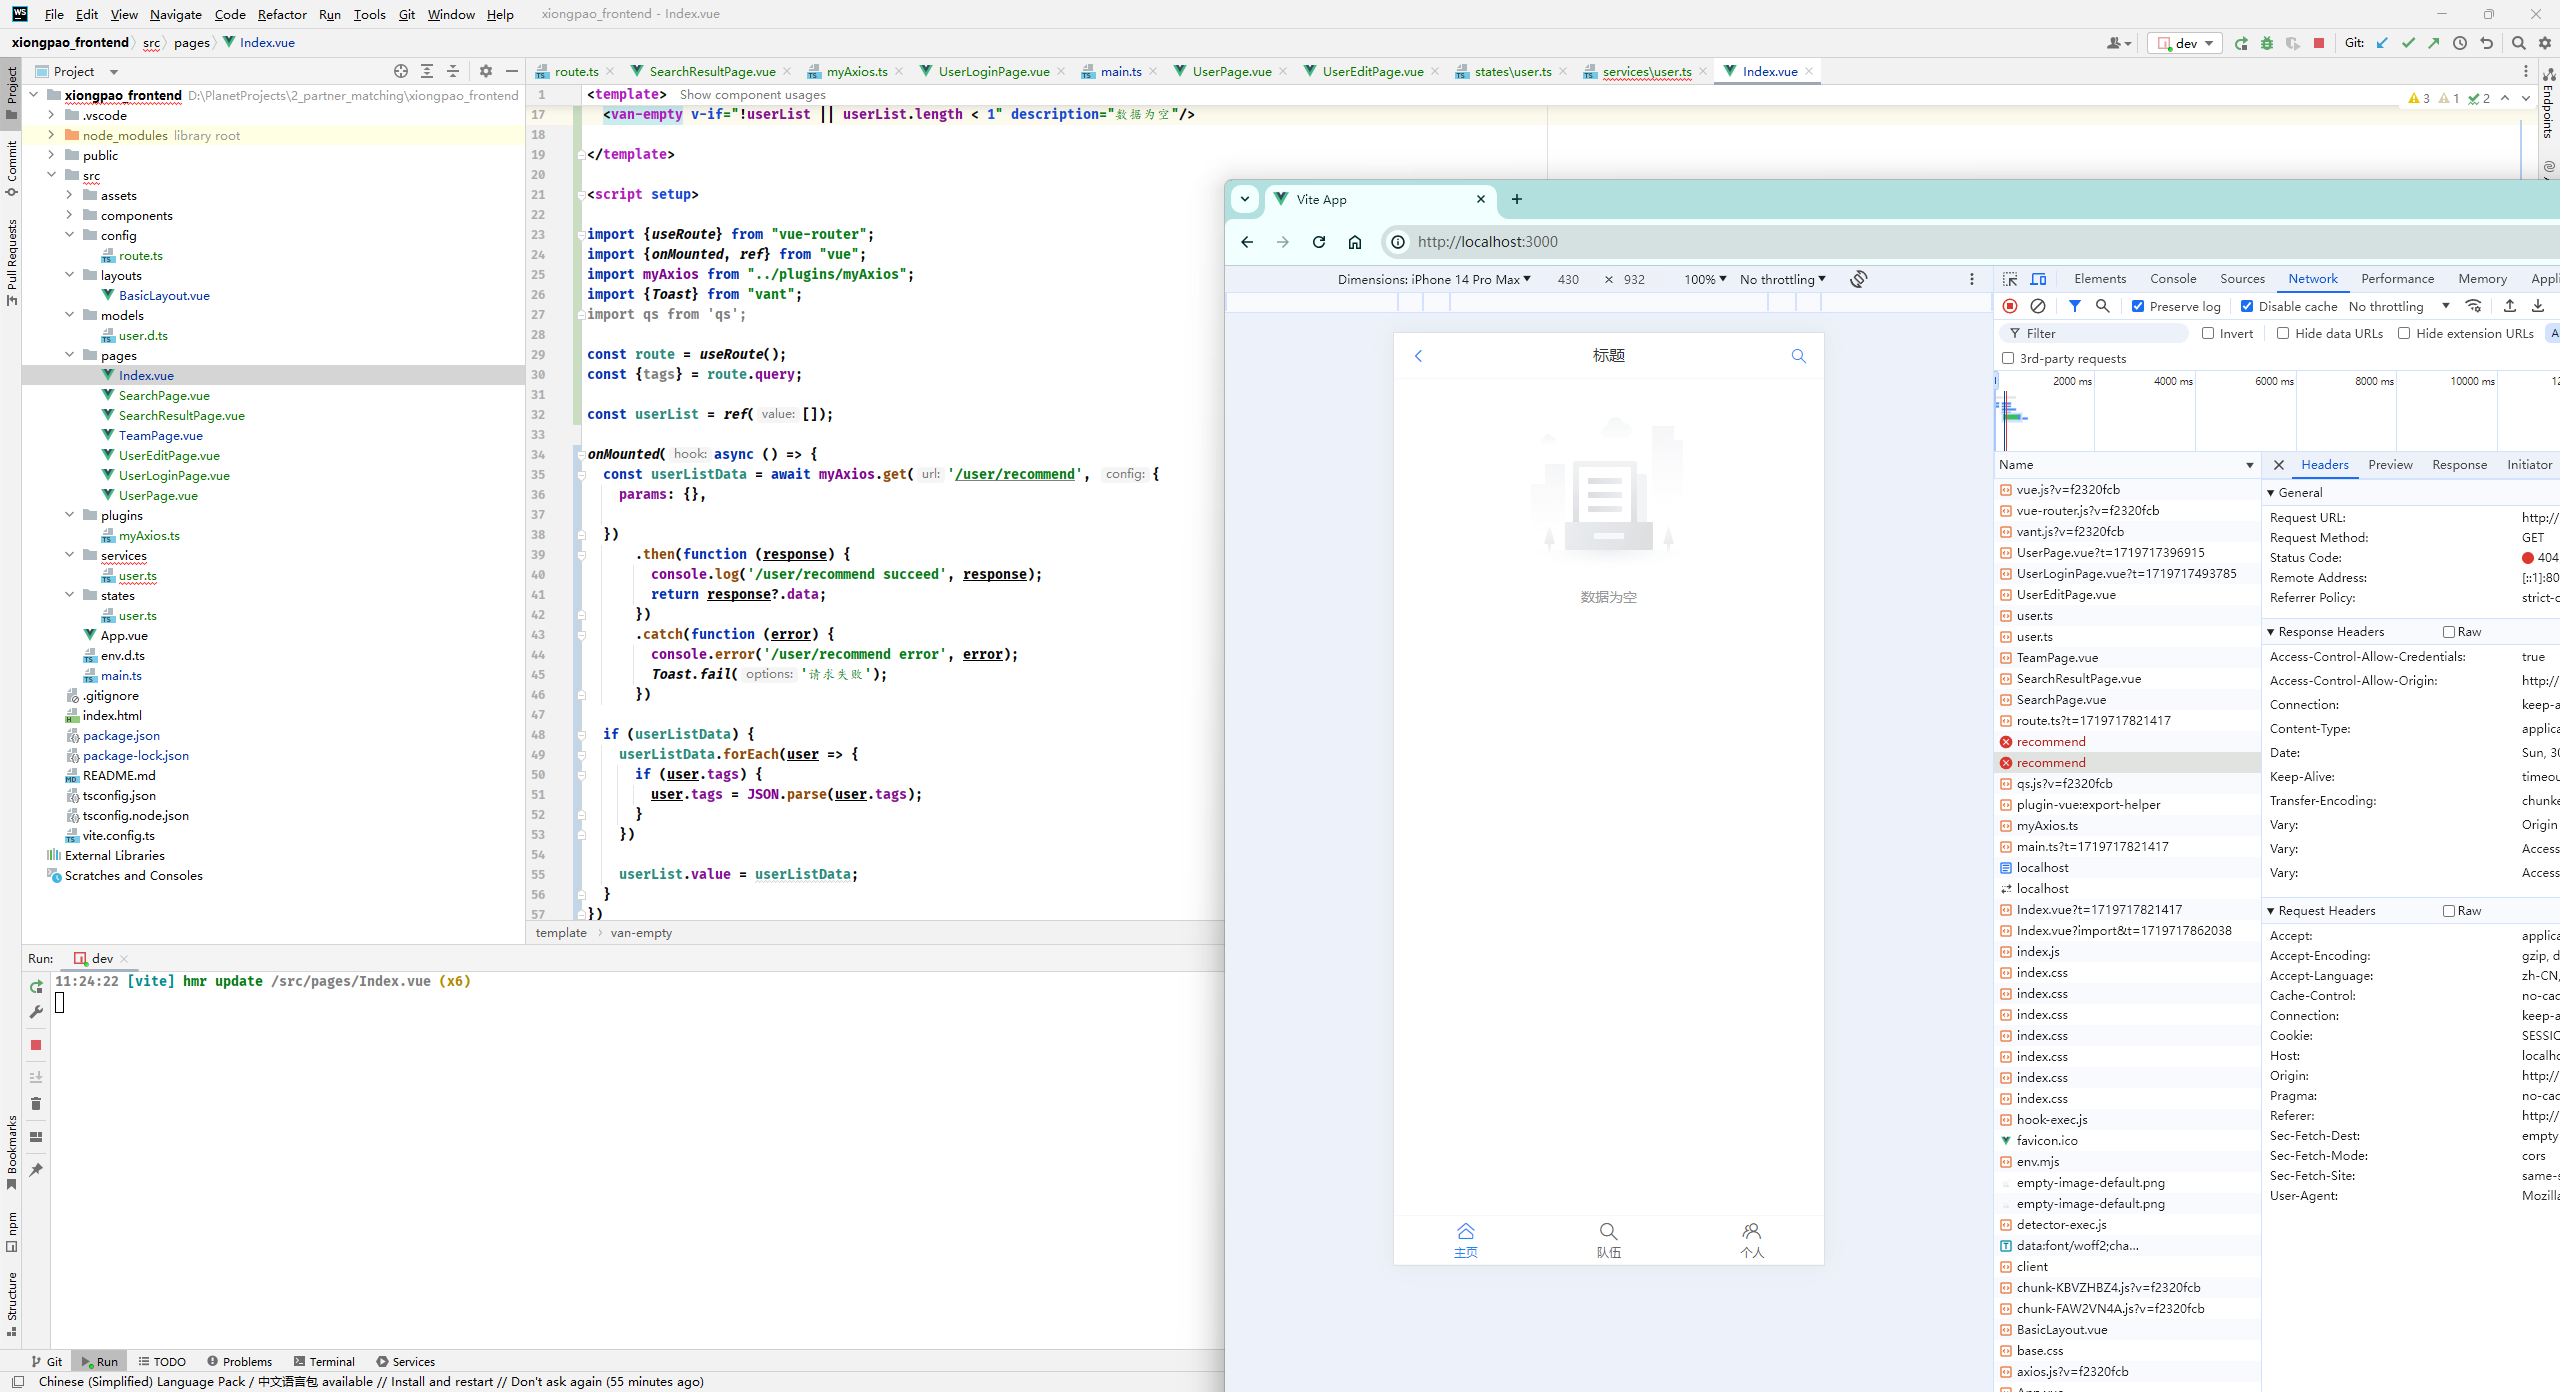 File Edit View Navigate Code Refactor Run Tools Git Window Help xiongpao_frontend - Index.vue
xiongpao_frontend src pages Index.vue
dev Git:
Project
route.ts SearchResultPage.vue myAxios.ts UserLoginPage.vue main.ts UserPage.vue UserEditPage.vue states\user.ts services\user.ts Index.vue
Project
Commit
Pull Requests
Bookmarks
npm
Structure
Endpoints
xiongpao_frontend D:\PlanetProjects\2_partner_matching\xiongpao_frontend
.vscode
node_modules library root
public
src
assets
components
config
route.ts
layouts
BasicLayout.vue
models
user.d.ts
pages
Index.vue
SearchPage.vue
SearchResultPage.vue
TeamPage.vue
UserEditPage.vue
UserLoginPage.vue
UserPage.vue
plugins
myAxios.ts
services
user.ts
states
user.ts
App.vue
env.d.ts
main.ts
.gitignore
index.html
package.json
package-lock.json
README.md
tsconfig.json
tsconfig.node.json
vite.config.ts
External Libraries
Scratches and Consoles
1 <template> Show component usages
3 1 2
17 <van-empty v-if="!userList || userList.length < 1" description="数据为空"/>
18
19 </template>
20
21 <script setup>
22
23 import {useRoute} from "vue-router";
24 import {onMounted, ref} from "vue";
25 import myAxios from "../plugins/myAxios";
26 import {Toast} from "vant";
27 import qs from 'qs';
28
29 const route = useRoute();
30 const {tags} = route.query;
31
32 const userList = ref( value: []);
33
34 onMounted( hook: async () => {
35 const userListData = await myAxios.get( url: '/user/recommend', config: {
36 params: {},
37
38 })
39 .then(function (response) {
40 console.log('/user/recommend succeed', response);
41 return response?.data;
42 })
43 .catch(function (error) {
44 console.error('/user/recommend error', error);
45 Toast.fail( options: '请求失败');
46 })
47
48 if (userListData) {
49 userListData.forEach(user => {
50 if (user.tags) {
51 user.tags = JSON.parse(user.tags);
52 }
53 })
54
55 userList.value = userListData;
56 }
57 })
template van-empty
Run: dev
11:24:22 [vite] hmr update /src/pages/Index.vue (x6)
Git Run TODO Problems Terminal Services
Chinese (Simplified) Language Pack / 中文语言包 available // Install and restart // Don't ask again (55 minutes ago)
Vite App
http://localhost:3000
Dimensions: iPhone 14 Pro Max 430 × 932 100% No throttling
标题
数据为空
主页 队伍 个人
Elements Console Sources Network Performance Memory Appli
Preserve log Disable cache No throttling
Filter Invert Hide data URLs Hide extension URLs A
3rd-party requests
2000 ms 4000 ms 6000 ms 8000 ms 10000 ms 12
Name
vue.js?v=f2320fcb
vue-router.js?v=f2320fcb
vant.js?v=f2320fcb
UserPage.vue?t=1719717396915
UserLoginPage.vue?t=1719717493785
UserEditPage.vue
user.ts
user.ts
TeamPage.vue
SearchResultPage.vue
SearchPage.vue
route.ts?t=1719717821417
recommend
recommend
qs.js?v=f2320fcb
plugin-vue:export-helper
myAxios.ts
main.ts?t=1719717821417
localhost
localhost
Index.vue?t=1719717821417
Index.vue?import&t=1719717862038
index.js
index.css
index.css
index.css
index.css
index.css
index.css
index.css
hook-exec.js
favicon.ico
env.mjs
empty-image-default.png
empty-image-default.png
detector-exec.js
data:font/woff2;cha...
client
chunk-KBVZHBZ4.js?v=f2320fcb
chunk-FAW2VN4A.js?v=f2320fcb
BasicLayout.vue
base.css
axios.js?v=f2320fcb
App.vue
Headers Preview Response Initiator
General
Request URL: http://
Request Method: GET
Status Code: 404
Remote Address: [::1]:80
Referrer Policy: strict-o
Response Headers Raw
Access-Control-Allow-Credentials: true
Access-Control-Allow-Origin: http://
Connection: keep-a
Content-Type: applica
Date: Sun, 30
Keep-Alive: timeou
Transfer-Encoding: chunke
Vary: Origin
Vary: Access
Vary: Access
Request Headers Raw
Accept: applica
Accept-Encoding: gzip, d
Accept-Language: zh-CN,
Cache-Control: no-cac
Connection: keep-a
Cookie: SESSIO
Host: localho
Origin: http://
Pragma: no-cac
Referer: http://
Sec-Fetch-Dest: empty
Sec-Fetch-Mode: cors
Sec-Fetch-Site: same-s
User-Agent: Mozilla